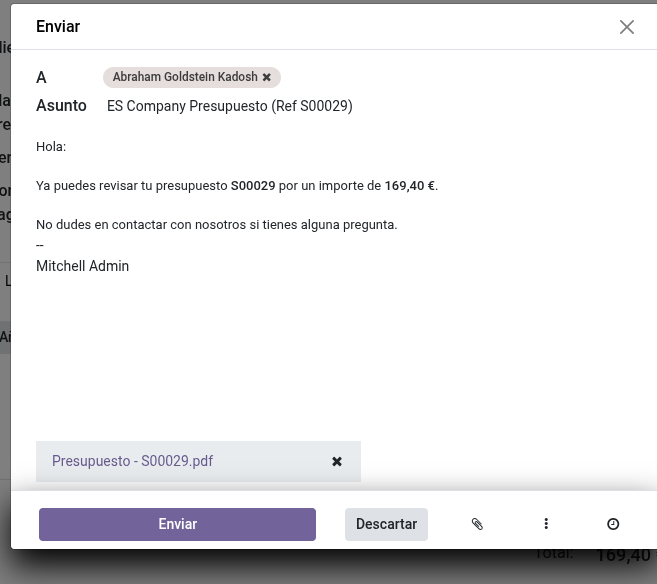 Enviar
A Abraham Goldstein Kadosh
Asunto ES Company Presupuesto (Ref S00029)
Hola:
Ya puedes revisar tu presupuesto S00029 por un importe de 169,40 €.
No dudes en contactar con nosotros si tienes alguna pregunta.
--
Mitchell Admin
Presupuesto - S00029.pdf
Enviar Descartar
Total: 169,40